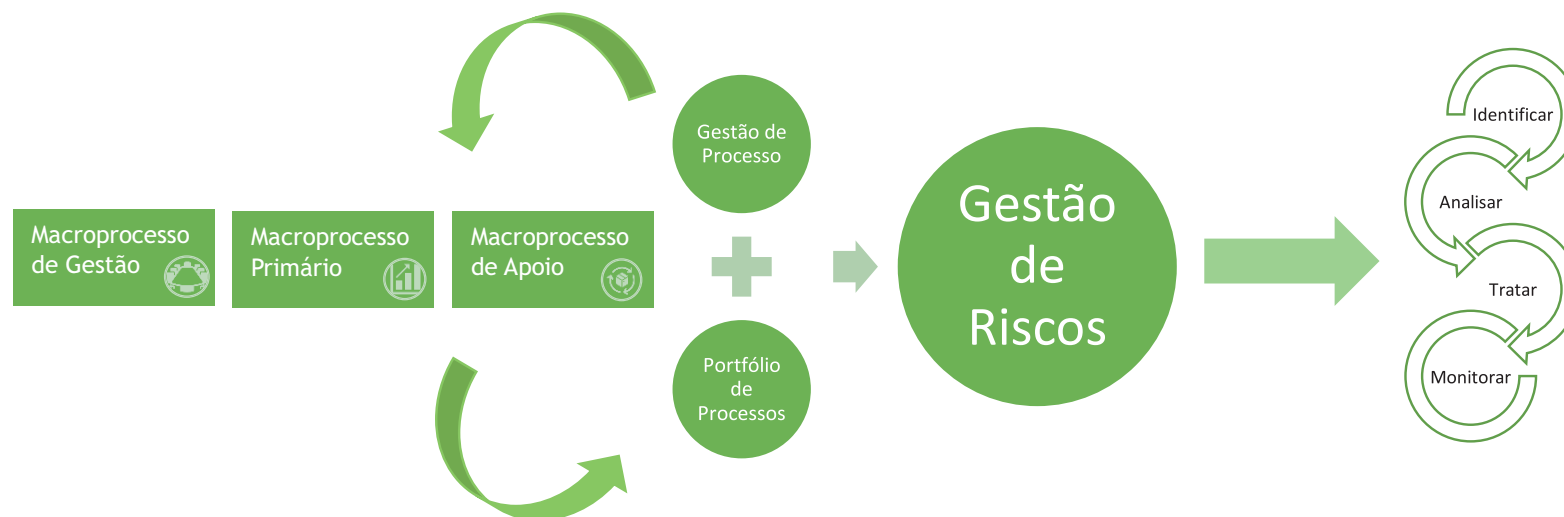 Macroprocesso
de Gestão
Macroprocesso
Primário
Macroprocesso
de Apoio
Gestão de
Processo
Portfólio
de
Processos
Gestão
de
Riscos
Identificar
Analisar
Tratar
Monitorar